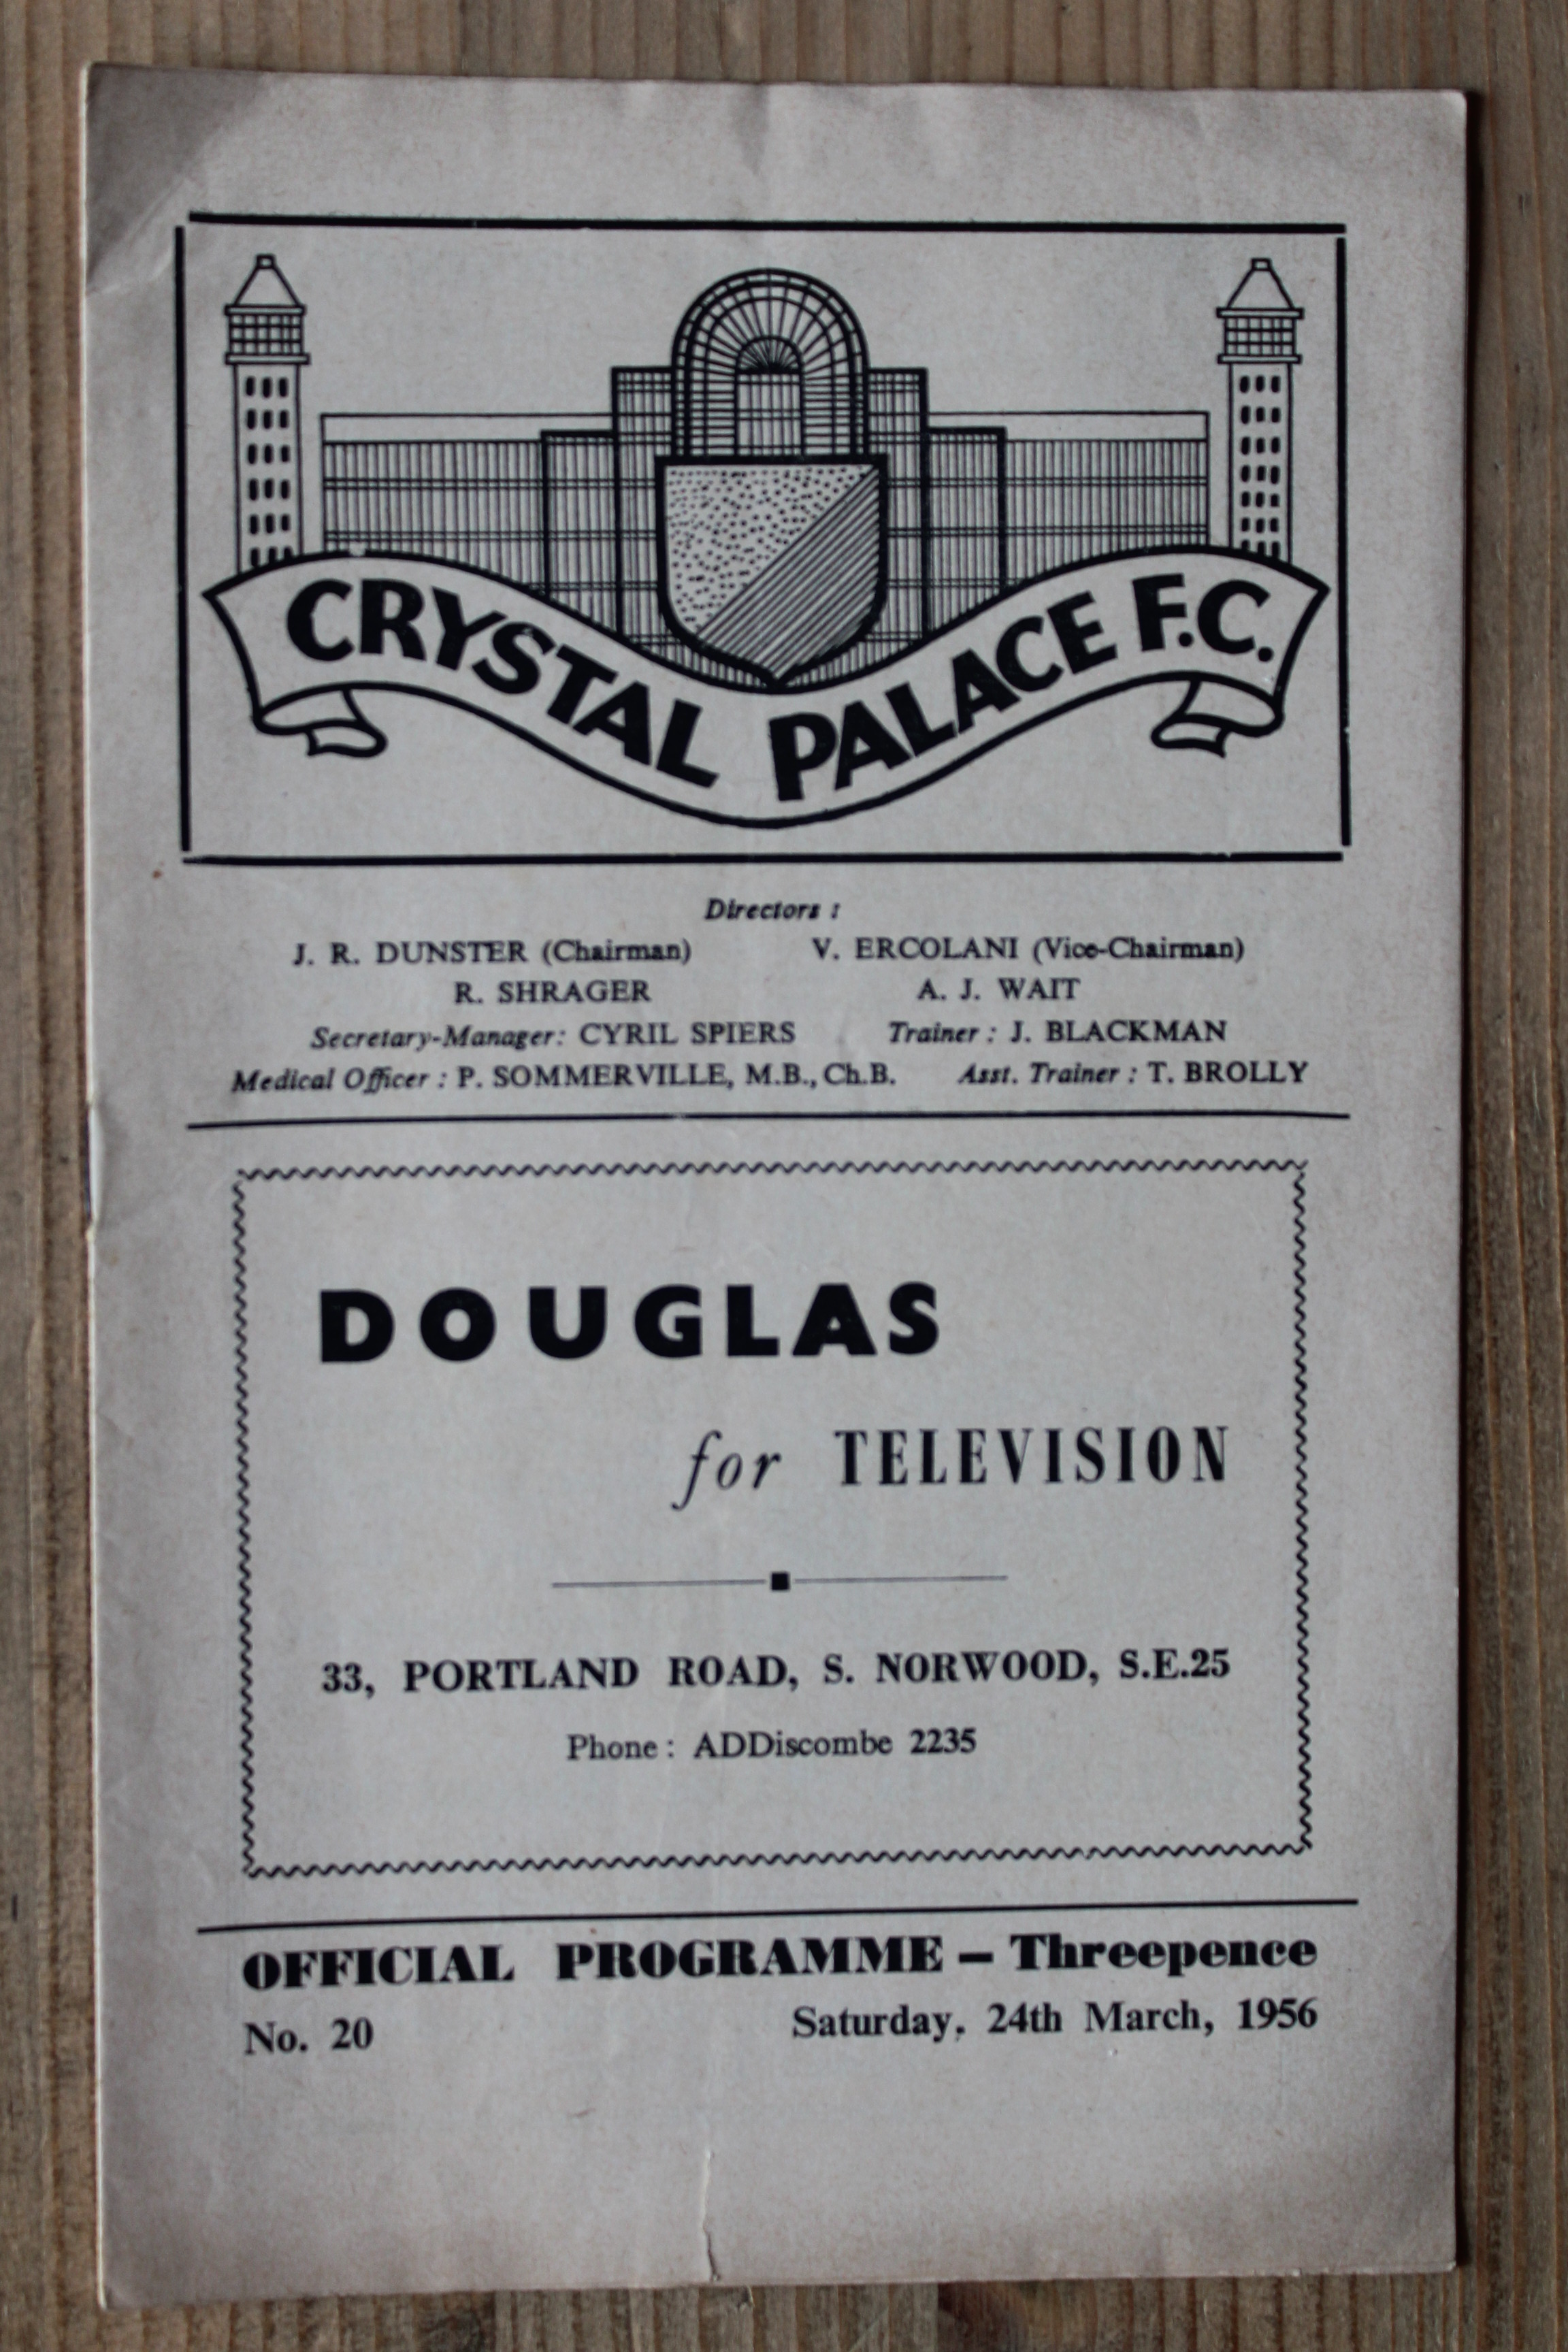 CRYSTAL PALACE F.C.
Directors :
J. R. DUNSTER (Chairman) V. ERCOLANI (Vice-Chairman)
R. SHRAGER A. J. WAIT
Secretary-Manager: CYRIL SPIERS Trainer : J. BLACKMAN
Medical Officer : P. SOMMERVILLE, M.B., Ch.B. Asst. Trainer : T. BROLLY
DOUGLAS
for TELEVISION
33, PORTLAND ROAD, S. NORWOOD, S.E.25
Phone : ADDiscombe 2235
OFFICIAL PROGRAMME – Threepence
No. 20 Saturday, 24th March, 1956